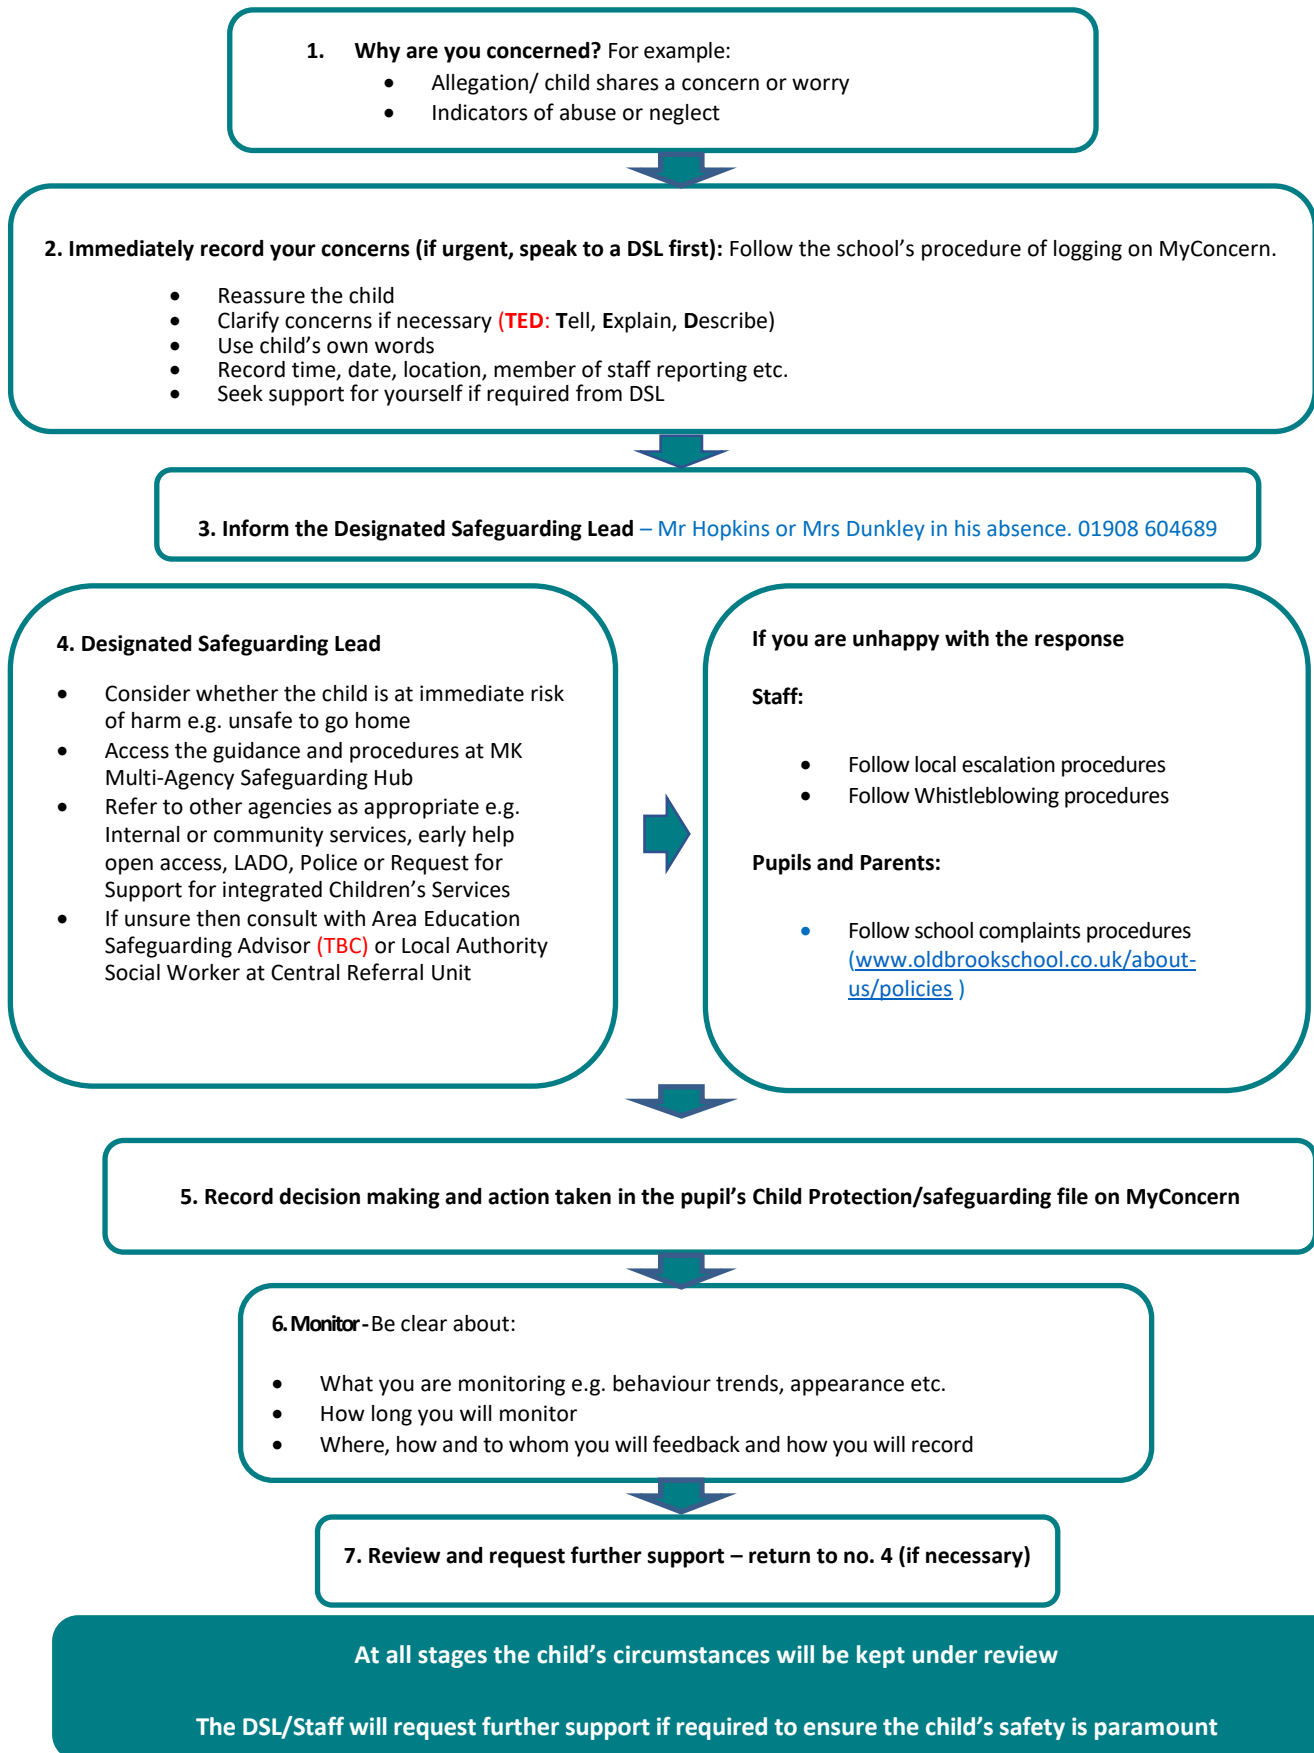 1. Why are you concerned? For example:
• Allegation/ child shares a concern or worry
• Indicators of abuse or neglect
2. Immediately record your concerns (if urgent, speak to a DSL first): Follow the school’s procedure of logging on MyConcern.
• Reassure the child
• Clarify concerns if necessary (TED: Tell, Explain, Describe)
• Use child’s own words
• Record time, date, location, member of staff reporting etc.
• Seek support for yourself if required from DSL
3. Inform the Designated Safeguarding Lead – Mr Hopkins or Mrs Dunkley in his absence. 01908 604689
4. Designated Safeguarding Lead
• Consider whether the child is at immediate risk
of harm e.g. unsafe to go home
• Access the guidance and procedures at MK
Multi-Agency Safeguarding Hub
• Refer to other agencies as appropriate e.g.
Internal or community services, early help
open access, LADO, Police or Request for
Support for integrated Children’s Services
• If unsure then consult with Area Education
Safeguarding Advisor (TBC) or Local Authority
Social Worker at Central Referral Unit
If you are unhappy with the response
Staff:
• Follow local escalation procedures
• Follow Whistleblowing procedures
Pupils and Parents:
• Follow school complaints procedures
(www.oldbrookschool.co.uk/about-
us/policies )
5. Record decision making and action taken in the pupil’s Child Protection/safeguarding file on MyConcern
6. Monitor - Be clear about:
• What you are monitoring e.g. behaviour trends, appearance etc.
• How long you will monitor
• Where, how and to whom you will feedback and how you will record
7. Review and request further support – return to no. 4 (if necessary)
At all stages the child’s circumstances will be kept under review
The DSL/Staff will request further support if required to ensure the child’s safety is paramount